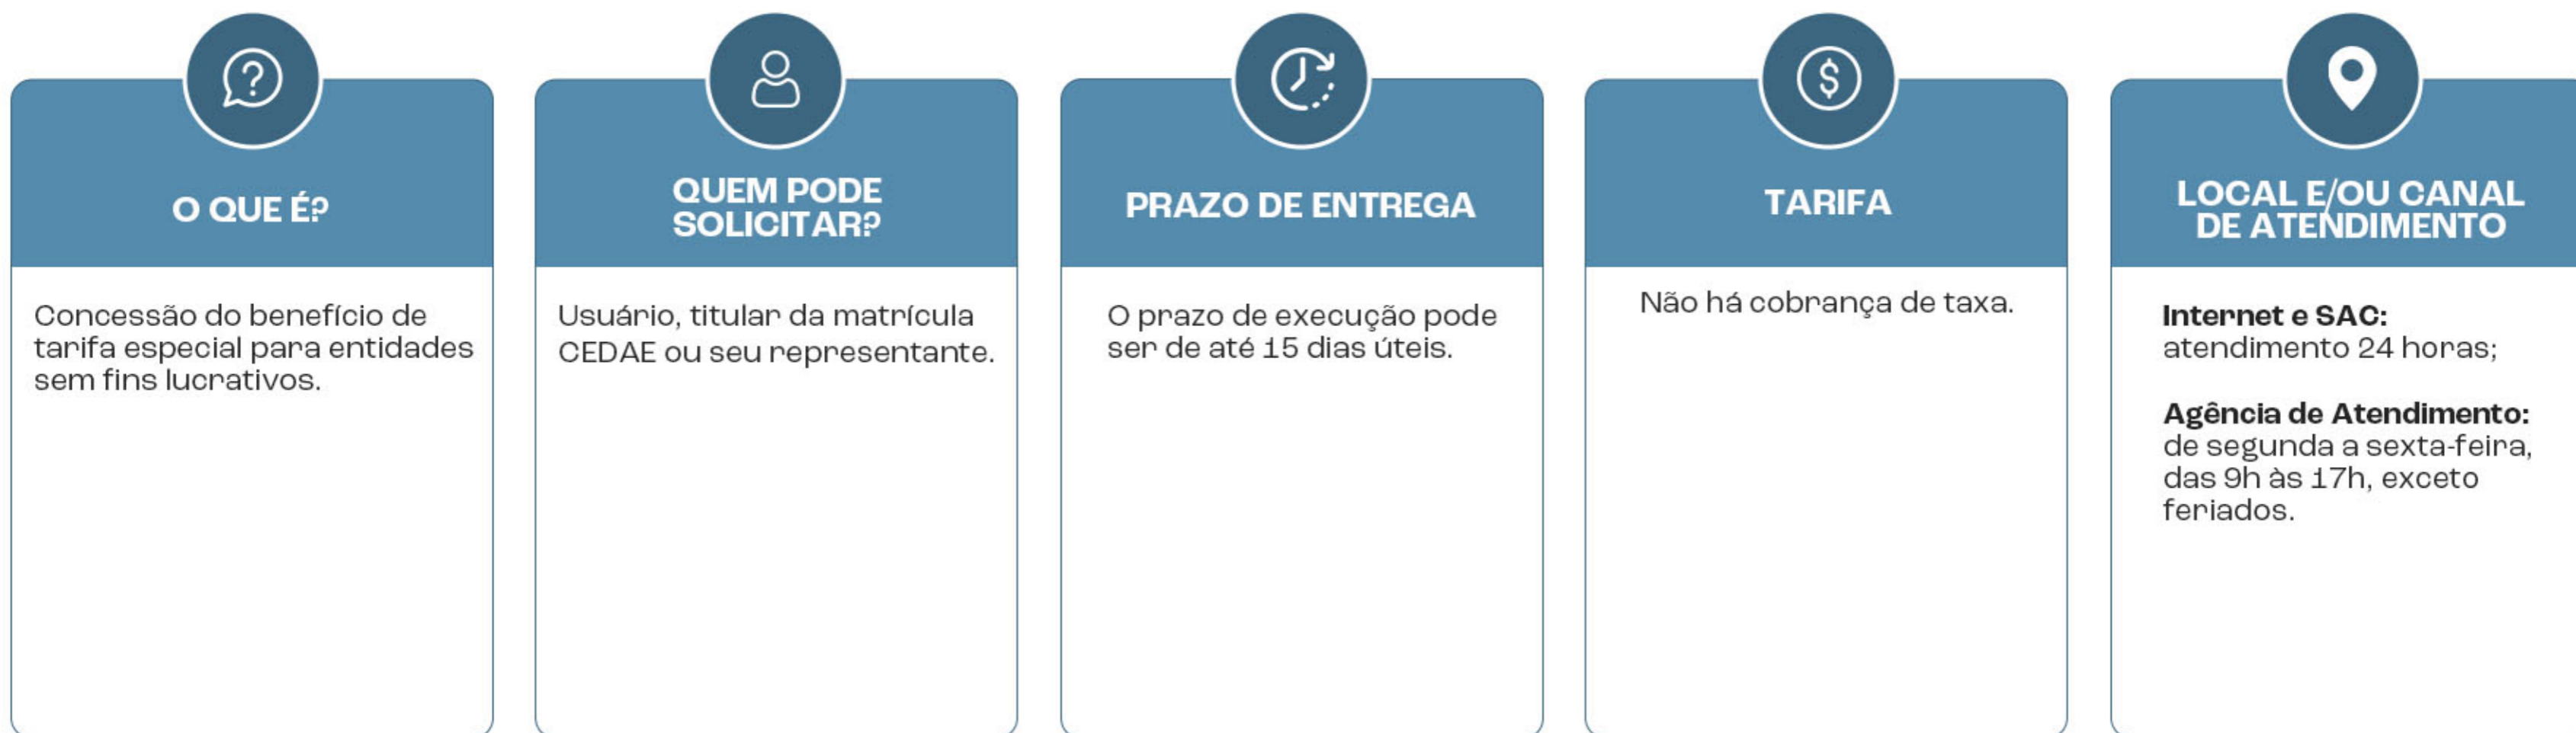 O QUE É?
Concessão do benefício de
tarifa especial para entidades
sem fins lucrativos.
QUEM PODE
SOLICITAR?
Usuário, titular da matrícula
CEDAE ou seu representante.
PRAZO DE ENTREGA
O prazo de execução pode
ser de até 15 dias úteis.
TARIFA
Não há cobrança de taxa.
LOCAL E/OU CANAL
DE ATENDIMENTO
Internet e SAC:
atendimento 24 horas;
Agência de Atendimento:
de segunda a sexta-feira,
das 9h às 17h, exceto
feriados.